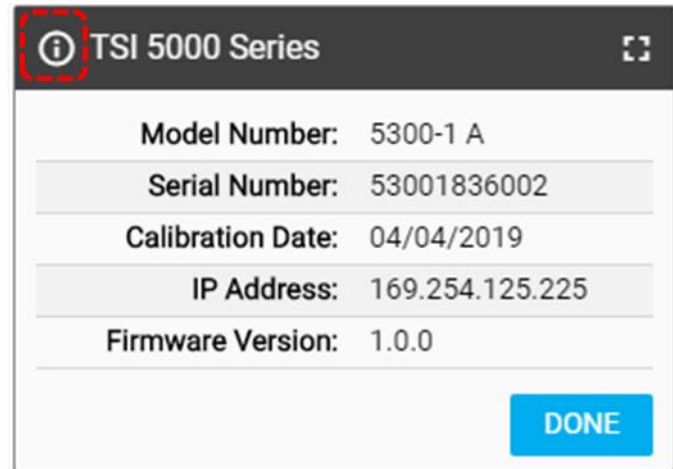 TSI 5000 Series
Model Number: 5300-1 A
Serial Number: 53001836002
Calibration Date: 04/04/2019
IP Address: 169.254.125.225
Firmware Version: 1.0.0
DONE